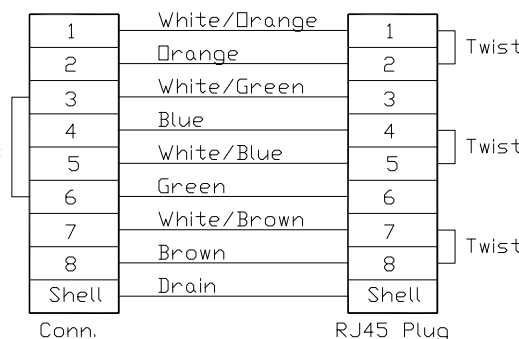 1 White/Orange 1
2 Orange 2 Twist
3 White/Green 3
4 Blue 4
5 White/Blue 5 Twist
6 Green 6
7 White/Brown 7
8 Brown 8 Twist
Shell Drain Shell
Conn. RJ45 Plug